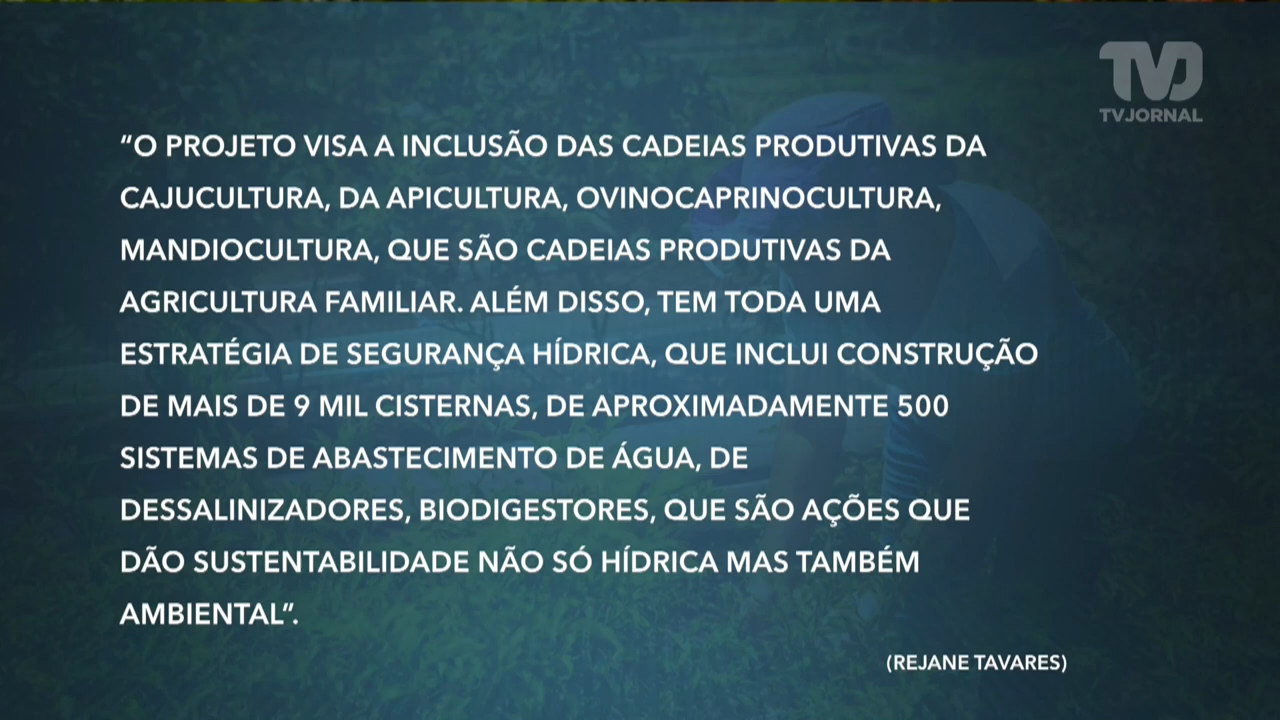 TVJ
TVJORNAL
“O PROJETO VISA A INCLUSÃO DAS CADEIAS PRODUTIVAS DA
CAJUCULTURA, DA APICULTURA, OVINOCAPRINOCULTURA,
MANDIOCULTURA, QUE SÃO CADEIAS PRODUTIVAS DA
AGRICULTURA FAMILIAR. ALÉM DISSO, TEM TODA UMA
ESTRATÉGIA DE SEGURANÇA HÍDRICA, QUE INCLUI CONSTRUÇÃO
DE MAIS DE 9 MIL CISTERNAS, DE APROXIMADAMENTE 500
SISTEMAS DE ABASTECIMENTO DE ÁGUA, DE
DESSALINIZADORES, BIODIGESTORES, QUE SÃO AÇÕES QUE
DÃO SUSTENTABILIDADE NÃO SÓ HÍDRICA MAS TAMBÉM
AMBIENTAL”.
(REJANE TAVARES)